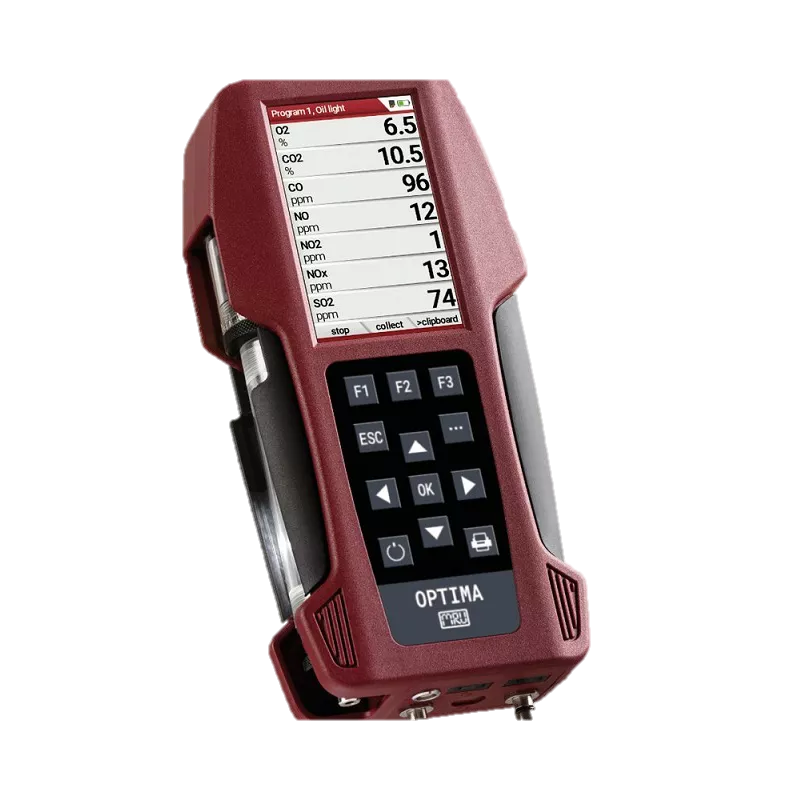 Program 1, Oil light
O2 6.5
%
CO2 10.5
%
CO 96
ppm
NO 12
ppm
NO2 1
ppm
NOx 13
ppm
SO2 74
ppm
stop collect >clipboard
F1 F2 F3
ESC ...
OK
OPTIMA
MRU